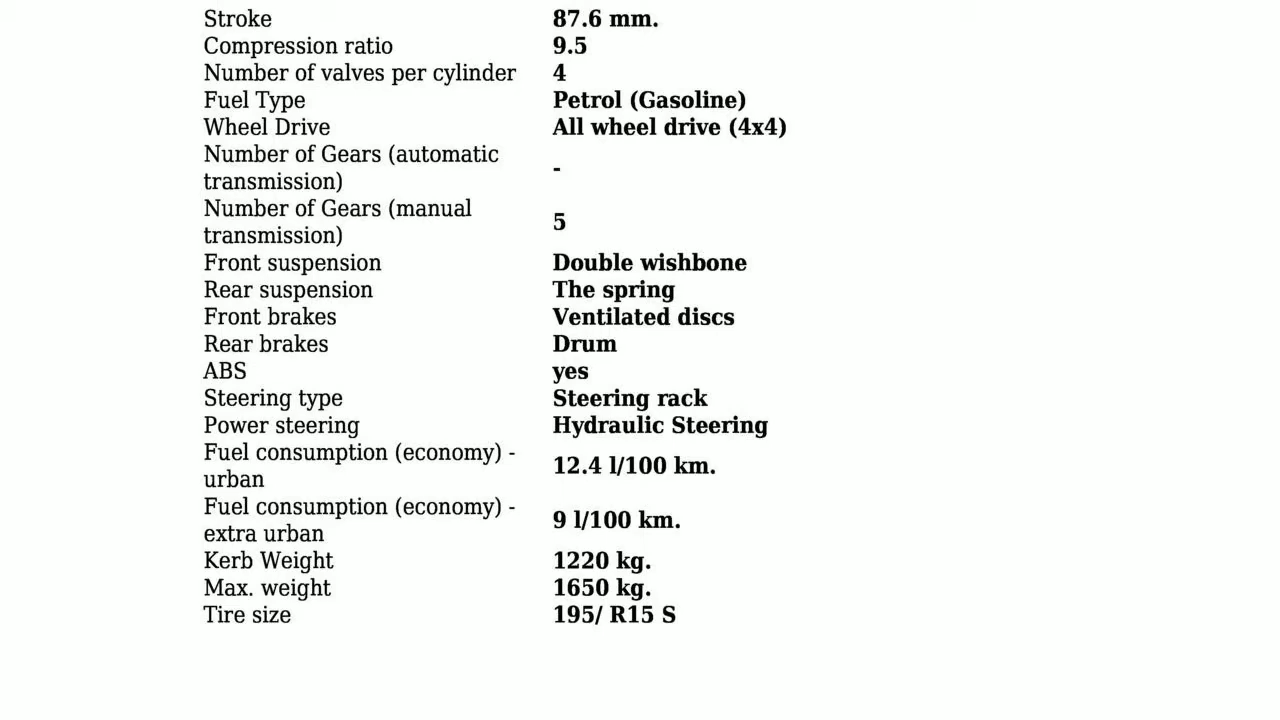 Stroke 87.6 mm.
Compression ratio 9.5
Number of valves per cylinder 4
Fuel Type Petrol (Gasoline)
Wheel Drive All wheel drive (4x4)
Number of Gears (automatic
transmission) -
Number of Gears (manual
transmission) 5
Front suspension Double wishbone
Rear suspension The spring
Front brakes Ventilated discs
Rear brakes Drum
ABS yes
Steering type Steering rack
Power steering Hydraulic Steering
Fuel consumption (economy) -
urban 12.4 l/100 km.
Fuel consumption (economy) -
extra urban 9 l/100 km.
Kerb Weight 1220 kg.
Max. weight 1650 kg.
Tire size 195/ R15 S